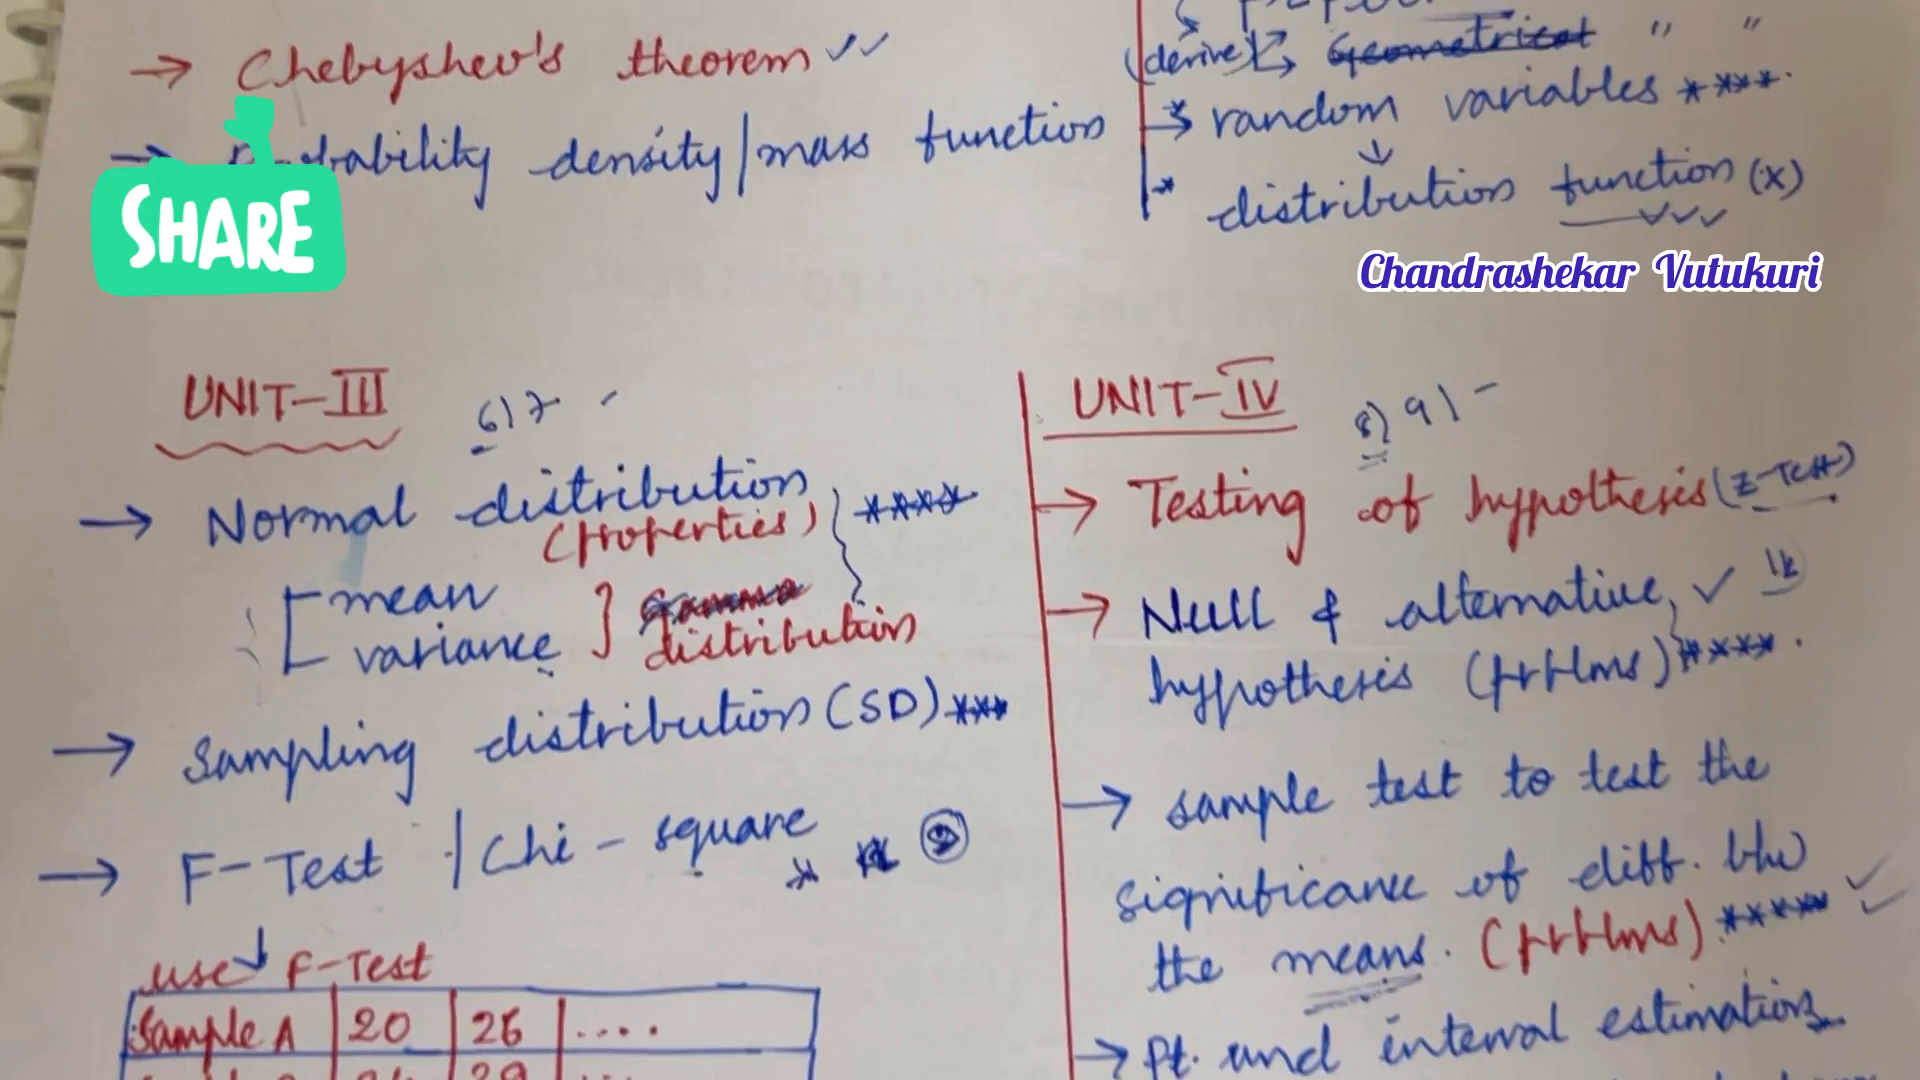 → Chebyshev's theorem ✓✓
→ Probability density/mass function
SHARE
(derive) → Geometrical " "
→ random variables ****
↓
* distribution function (x)
Chandrashekar Vutukuri
UNIT-III 6) 7 -
→ Normal distribution ****
(properties)
mean
variance
Gamma
distribution
→ Sampling distribution (SD) ***
→ F-Test / Chi-square
use ↓ F-Test
Sample A 20 26 ....
UNIT-IV 8) 9) -
→ Testing of hypothesis (Z-Test)
→ Null & alternative ✓
hypothesis (prblms) ****
→ sample test to test the
significance of diff. b/w
the means. (prblms) *****
→ Pt. and interval estimations